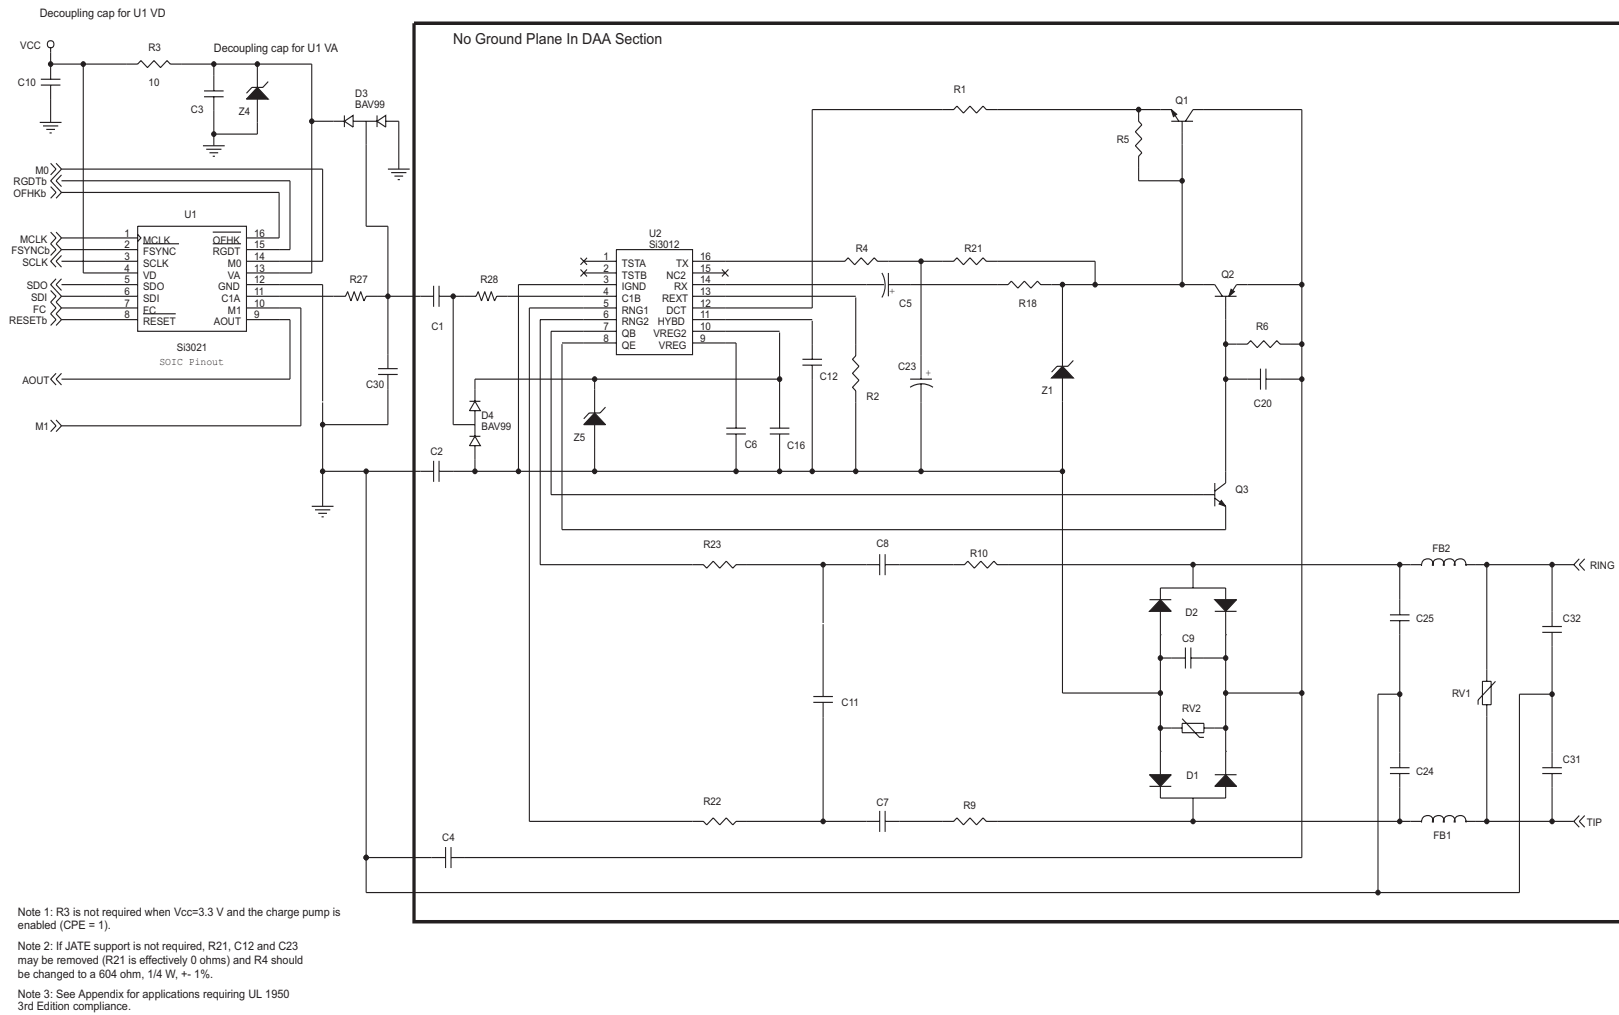 Decoupling cap for U1 VD
No Ground Plane In DAA Section
VCC
R3
Decoupling cap for U1 VA
C10
10
C3
Z4
D3
BAV99
R1
Q1
R5
M0
RGDTb
OFHKb
U1
MCLK
FSYNCb
SCLK
SDO
SDI
FC
RESETb
1 MCLK OFHK 16
2 FSYNC RGDT 15
3 SCLK M0 14
4 VD VA 13
5 SDO GND 12
6 SDI C1A 11
7 FC M1 10
8 RESET AOUT 9
Si3021
SOIC Pinout
AOUT
M1
R27
C30
C1
R28
U2
Si3012
1 TSTA TX 16
2 TSTB NC2 15
3 IGND RX 14
4 C1B REXT 13
5 RNG1 DCT 12
6 RNG2 HYBD 11
7 QB VREG2 10
8 QE VREG 9
R4
R21
C5
+
R18
Q2
R6
C20
C23
+
C12
R2
Z1
D4
BAV99
Z5
C6
C16
C2
Q3
R23
C8
R10
FB2
RING
D2
C9
C25
C32
C11
RV2
RV1
D1
C24
C31
R22
C7
R9
FB1
TIP
C4
Note 1: R3 is not required when Vcc=3.3 V and the charge pump is
enabled (CPE = 1).
Note 2: If JATE support is not required, R21, C12 and C23
may be removed (R21 is effectively 0 ohms) and R4 should
be changed to a 604 ohm, 1/4 W, +- 1%.
Note 3: See Appendix for applications requiring UL 1950
3rd Edition compliance.